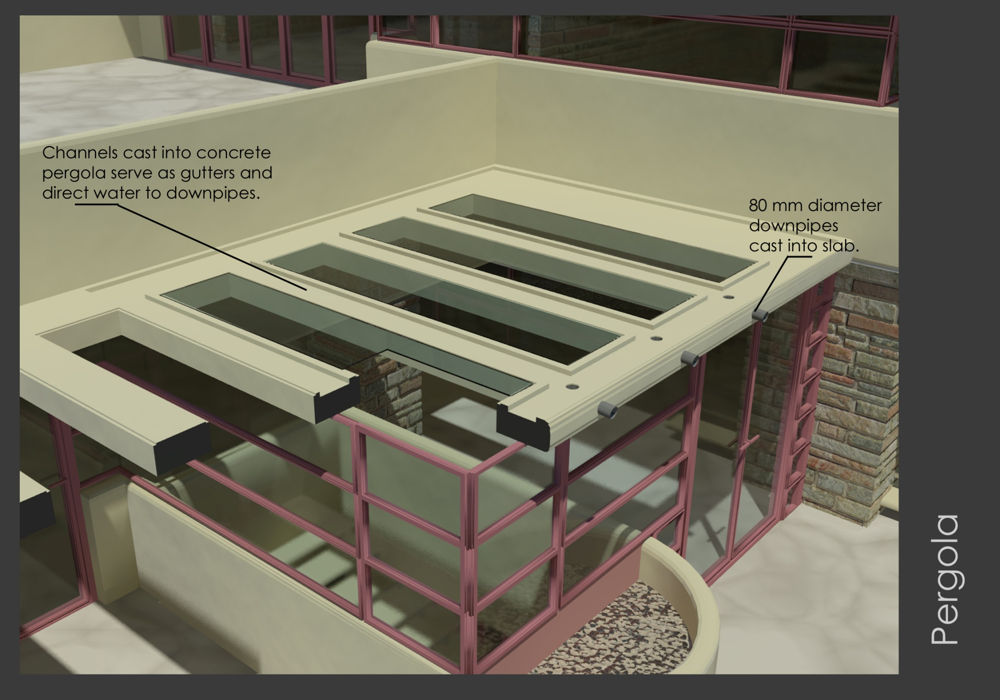 Channels cast into concrete
pergola serve as gutters and
direct water to downpipes.
80 mm diameter
downpipes
cast into slab.
Pergola